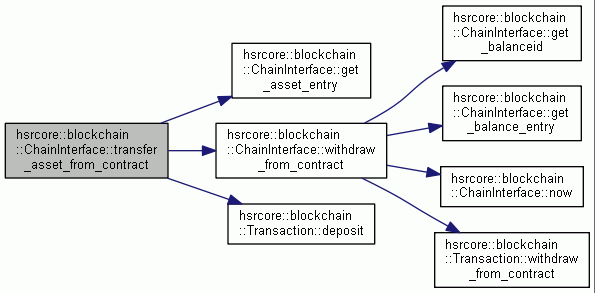 hsrcore::blockchain
::ChainInterface::transfer
_asset_from_contract
hsrcore::blockchain
::ChainInterface::get
_asset_entry
hsrcore::blockchain
::ChainInterface::withdraw
_from_contract
hsrcore::blockchain
::Transaction::deposit
hsrcore::blockchain
::ChainInterface::get
_balanceid
hsrcore::blockchain
::ChainInterface::get
_balance_entry
hsrcore::blockchain
::ChainInterface::now
hsrcore::blockchain
::Transaction::withdraw
_from_contract